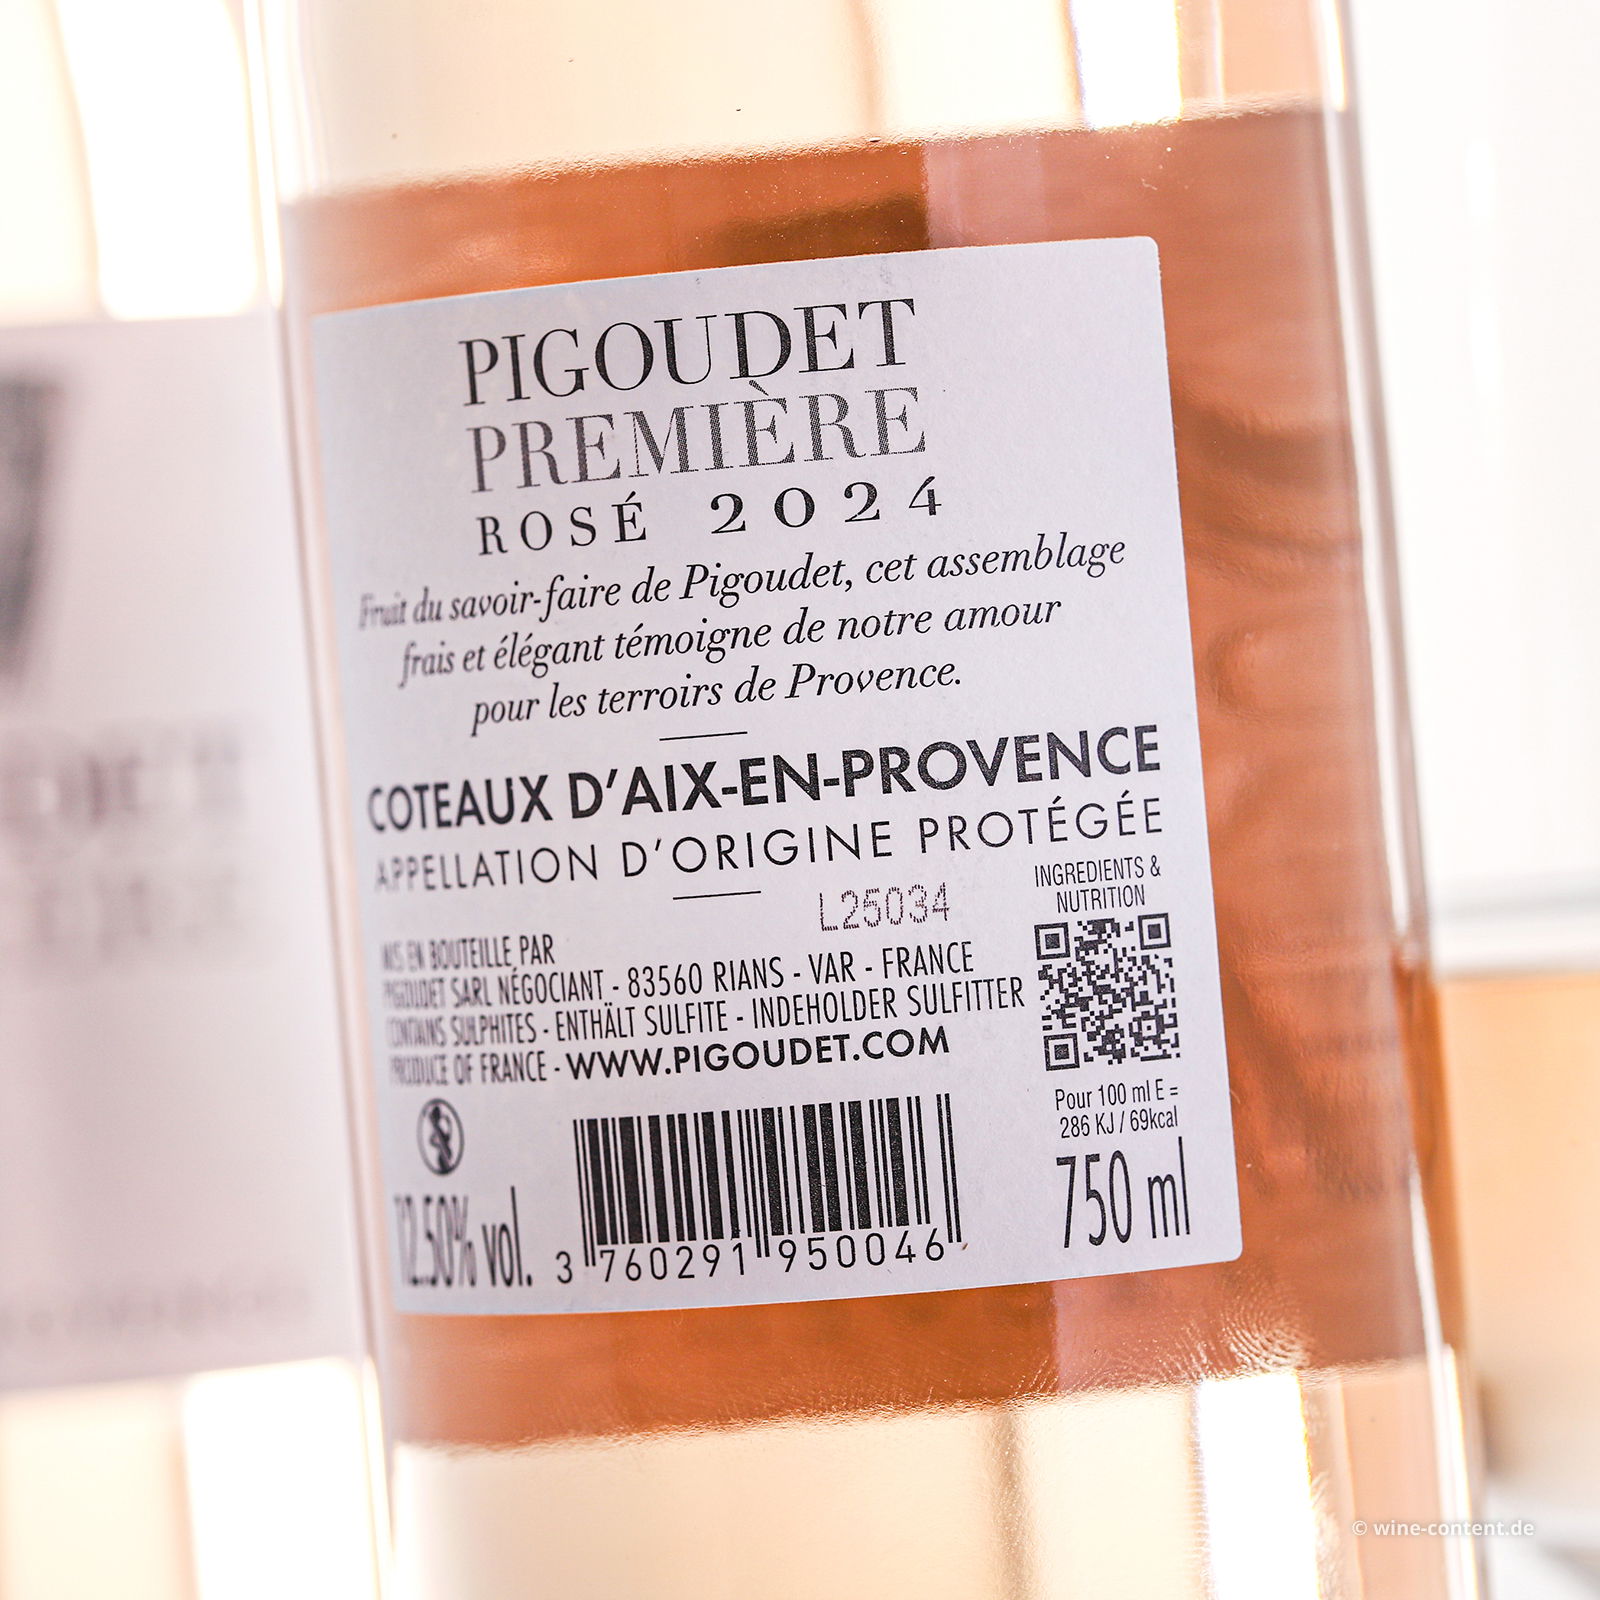 PIGOUDET
PREMIÈRE
ROSÉ 2024
Fruit du savoir-faire de Pigoudet, cet assemblage
frais et élégant témoigne de notre amour
pour les terroirs de Provence.
COTEAUX D'AIX-EN-PROVENCE
APPELLATION D'ORIGINE PROTÉGÉE
L25034
INGREDIENTS &
NUTRITION
MIS EN BOUTEILLE PAR
PIGOUDET SARL NÉGOCIANT - 83560 RIANS - VAR - FRANCE
CONTAINS SULPHITES - ENTHÄLT SULFITE - INDEHOLDER SULFITTER
PRODUCE OF FRANCE - WWW.PIGOUDET.COM
Pour 100 ml E =
286 KJ / 69kcal
12.50% vol.
3 760291 950046
750 ml
© wine-content.de